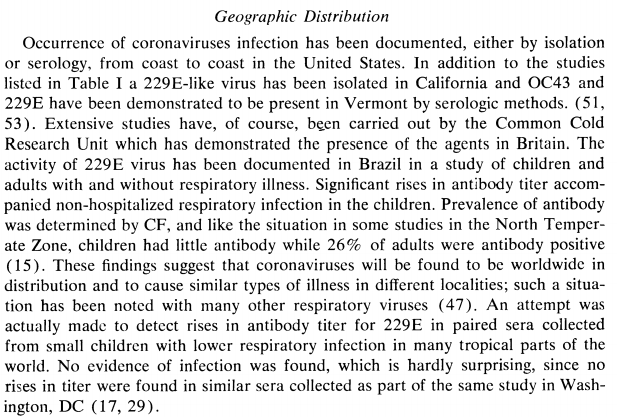 Geographic Distribution
Occurrence of coronaviruses infection has been documented, either by isolation
or serology, from coast to coast in the United States. In addition to the studies
listed in Table I a 229E-like virus has been isolated in California and OC43 and
229E have been demonstrated to be present in Vermont by serologic methods. (51,
53). Extensive studies have, of course, been carried out by the Common Cold
Research Unit which has demonstrated the presence of the agents in Britain. The
activity of 229E virus has been documented in Brazil in a study of children and
adults with and without respiratory illness. Significant rises in antibody titer accom-
panied non-hospitalized respiratory infection in the children. Prevalence of antibody
was determined by CF, and like the situation in some studies in the North Temper-
ate Zone, children had little antibody while 26% of adults were antibody positive
(15). These findings suggest that coronaviruses will be found to be worldwide in
distribution and to cause similar types of illness in different localities; such a situa-
tion has been noted with many other respiratory viruses (47). An attempt was
actually made to detect rises in antibody titer for 229E in paired sera collected
from small children with lower respiratory infection in many tropical parts of the
world. No evidence of infection was found, which is hardly surprising, since no
rises in titer were found in similar sera collected as part of the same study in Wash-
ington, DC (17, 29).